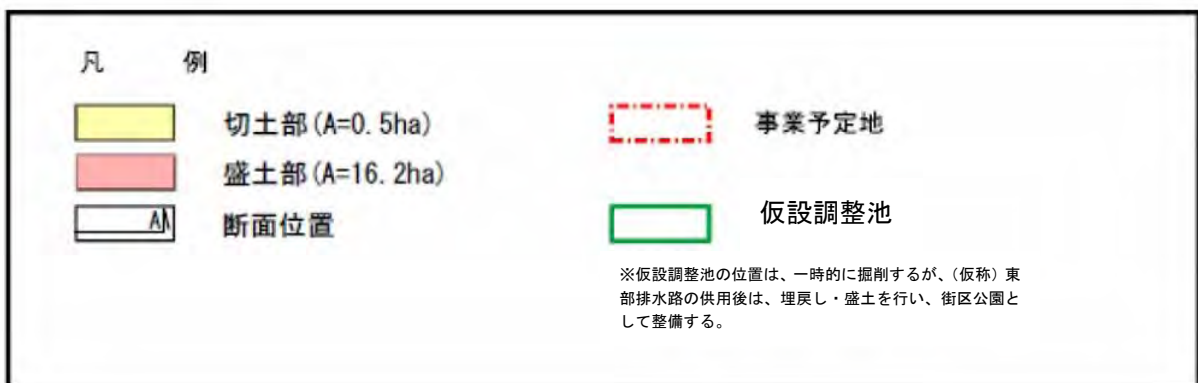 凡 例
切土部(A=0.5ha)
盛土部(A=16.2ha)
A
断面位置
事業予定地
仮設調整池
※仮設調整池の位置は、一時的に掘削するが、(仮称)東
部排水路の供用後は、埋戻し・盛土を行い、街区公園と
して整備する。